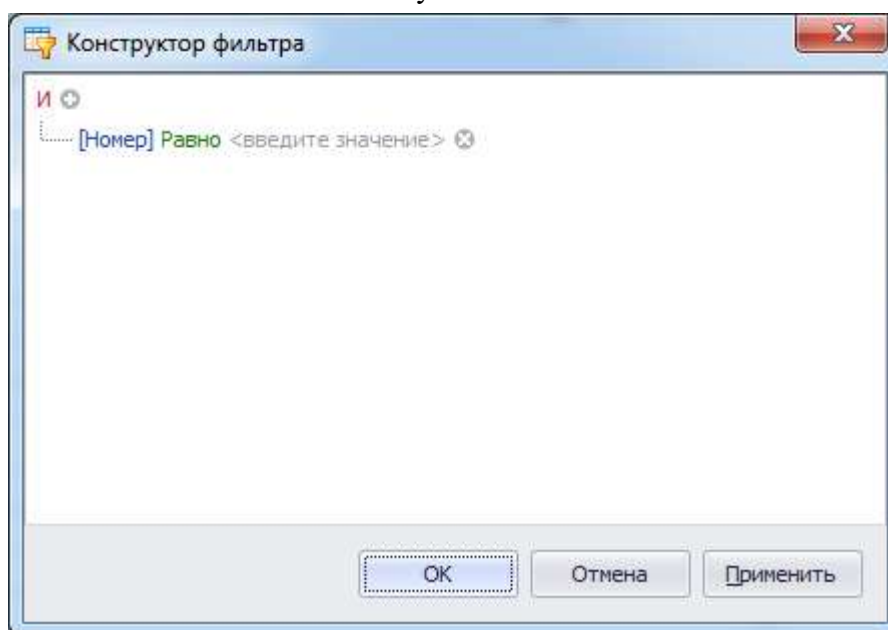 Конструктор фильтра
И
[Номер] Равно <введите значение>
OK Отмена Применить